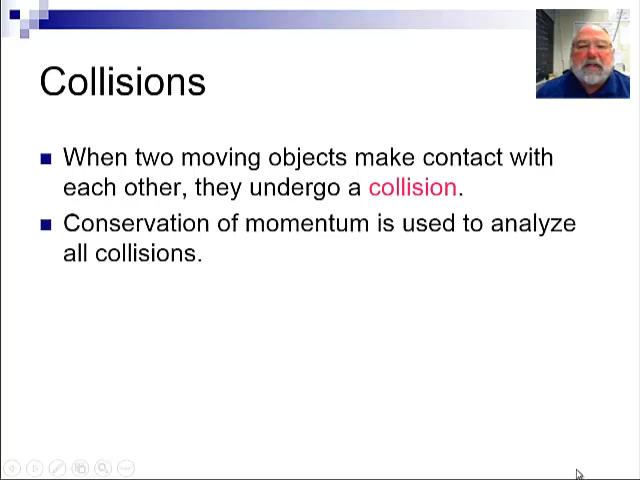 Collisions
When two moving objects make contact with
each other, they undergo a collision.
Conservation of momentum is used to analyze
all collisions.